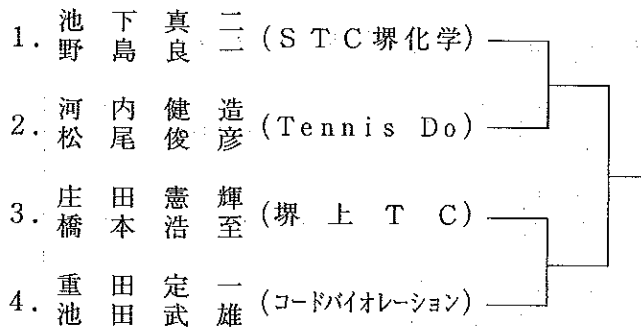 池下真二
1. (STC堺化学)
野島良二
河内健造
2. (Tennis Do)
松尾俊彦
庄田憲輝
3. (堺上TC)
橋本浩至
重田定一
4. (コードバイオレーション)
池田武雄